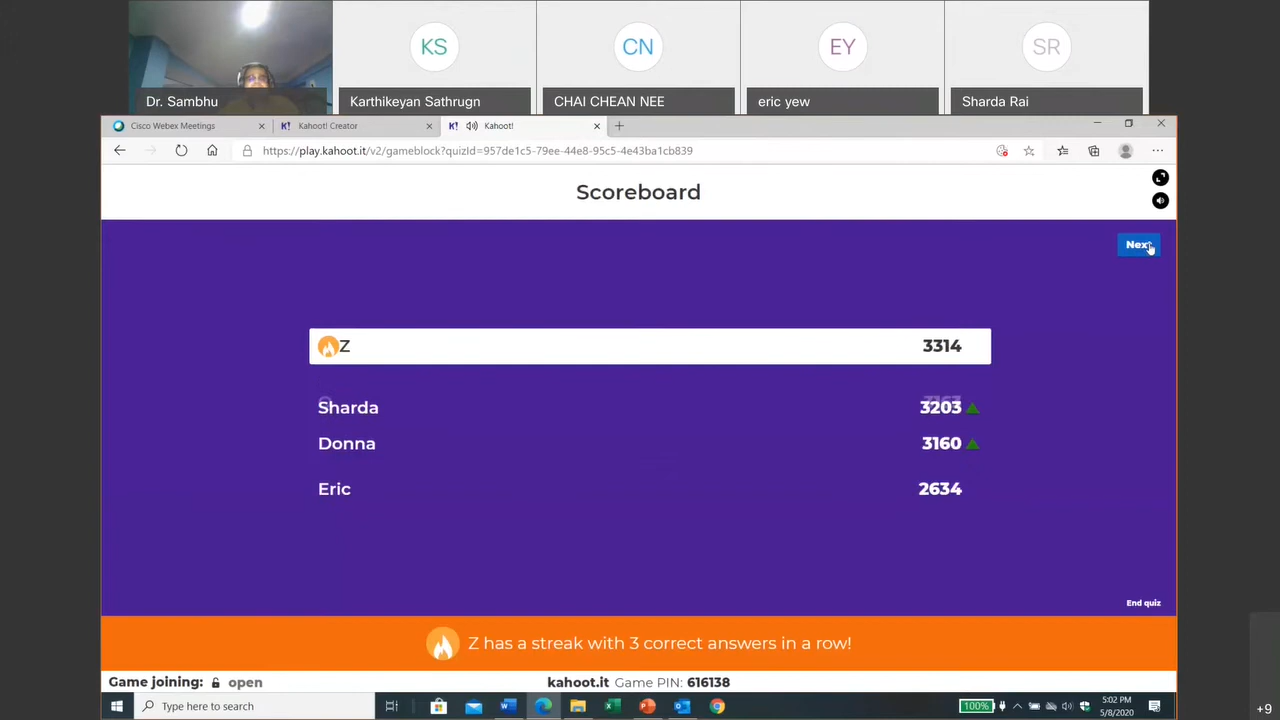 KS
CN
EY
SR
Dr. Sambhu
Karthikeyan Sathrugn
CHAI CHEAN NEE
eric yew
Sharda Rai
Cisco Webex Meetings
K! Kahoot! Creator
K! Kahoot!
https://play.kahoot.it/v2/gameblock?quizId=957de1c5-79ee-44e8-95c5-4e43ba1cb839
Scoreboard
Next
Z 3314
Sharda 3203
Donna 3160
Eric 2634
End quiz
Z has a streak with 3 correct answers in a row!
Game joining: open
kahoot.it Game PIN: 616138
Type here to search
100%
5:02 PM
5/8/2020
+9